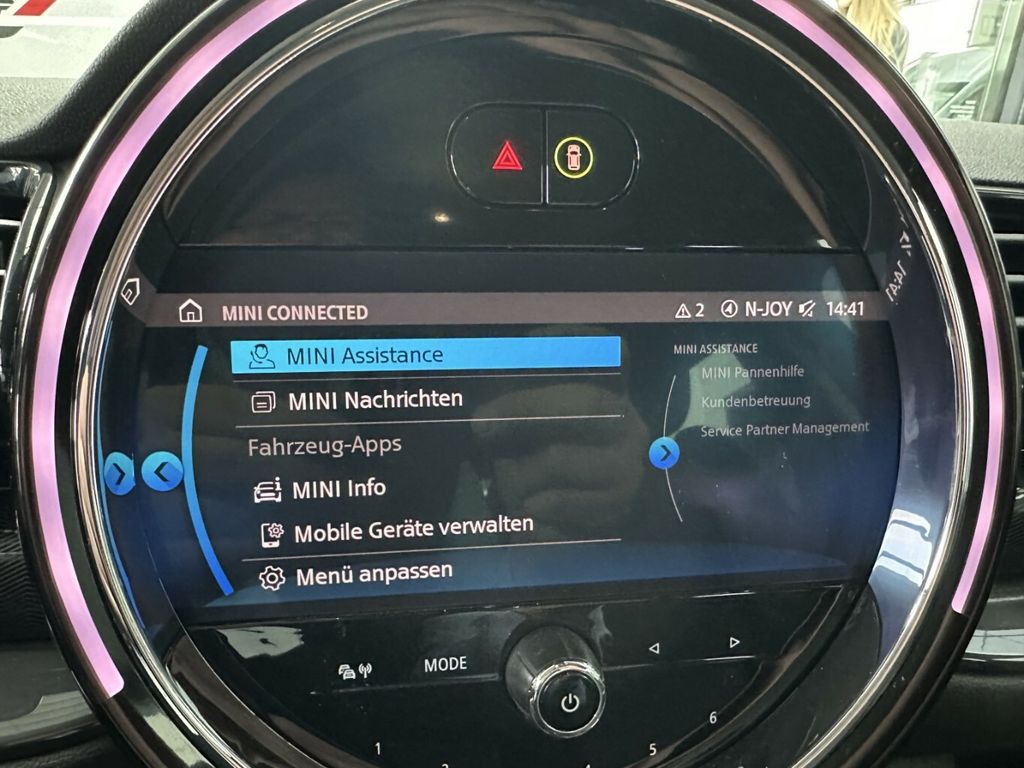 MINI CONNECTED
2 N-JOY 14:41
MINI Assistance
MINI Nachrichten
Fahrzeug-Apps
MINI Info
Mobile Geräte verwalten
Menü anpassen
MINI ASSISTANCE
MINI Pannenhilfe
Kundenbetreuung
Service Partner Management
MODE
1
5
6